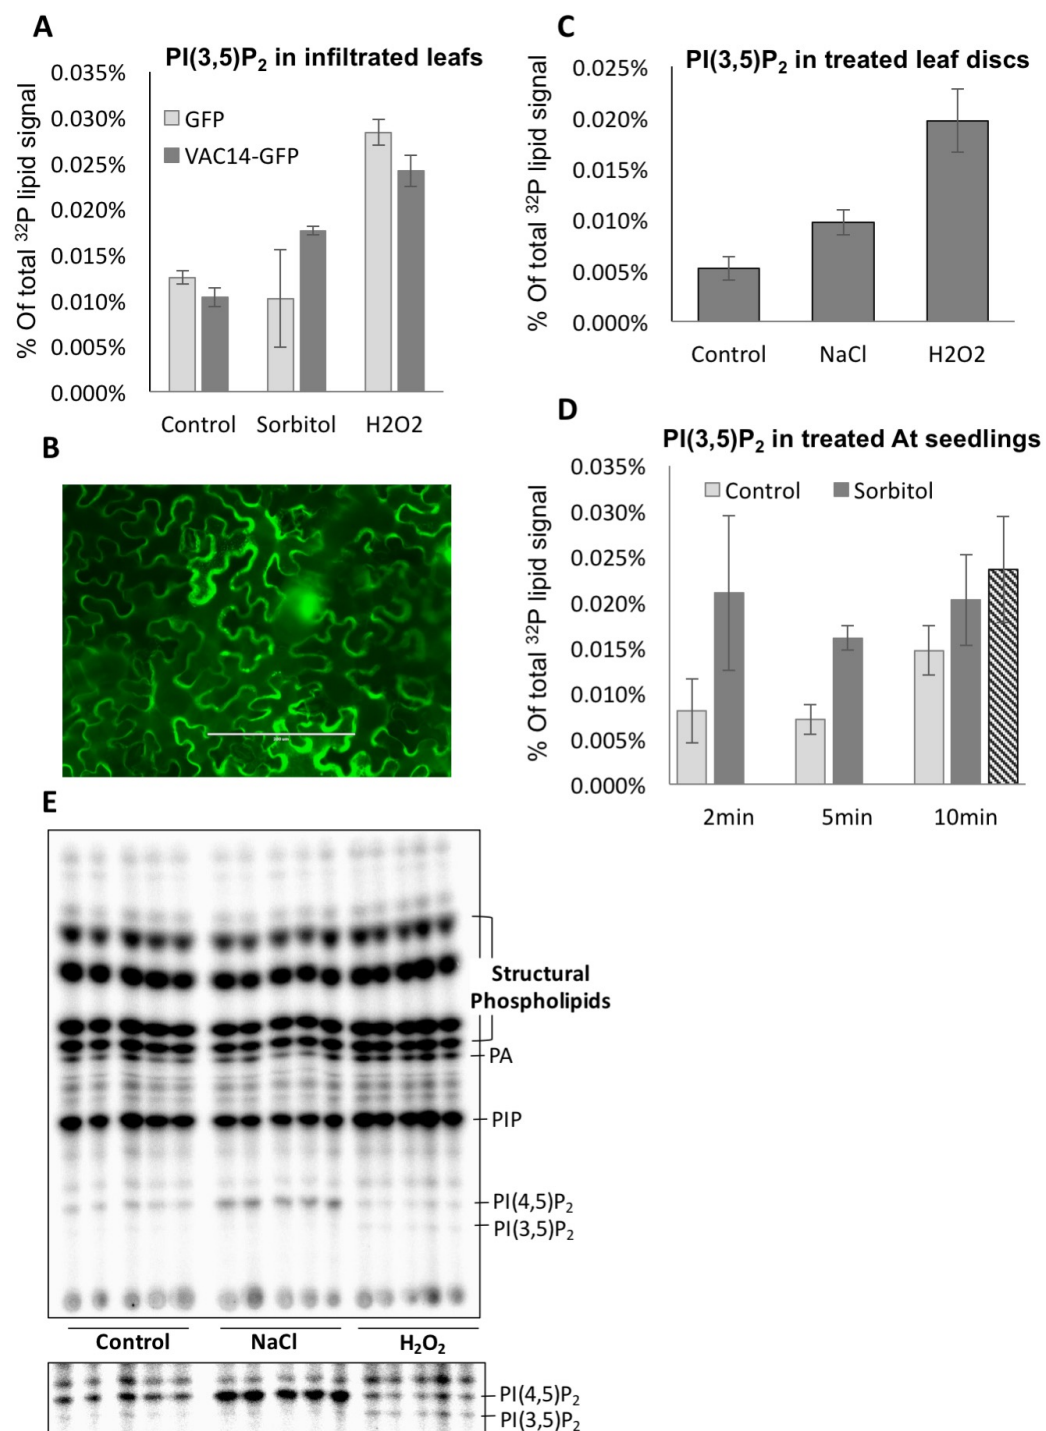 A
PI(3,5)P₂ in infiltrated leafs
% Of total ³²P lipid signal
0.035%
0.030%
0.025%
0.020%
0.015%
0.010%
0.005%
0.000%
GFP
VAC14-GFP
Control Sorbitol H2O2
B
C
PI(3,5)P₂ in treated leaf discs
% Of total ³²P lipid signal
0.025%
0.020%
0.015%
0.010%
0.005%
0.000%
Control NaCl H2O2
D
PI(3,5)P₂ in treated At seedlings
% Of total ³²P lipid signal
0.035%
0.030%
0.025%
0.020%
0.015%
0.010%
0.005%
0.000%
Control Sorbitol
2min 5min 10min
E
Structural
Phospholipids
PA
PIP
PI(4,5)P₂
PI(3,5)P₂
Control NaCl H₂O₂
PI(4,5)P₂
PI(3,5)P₂